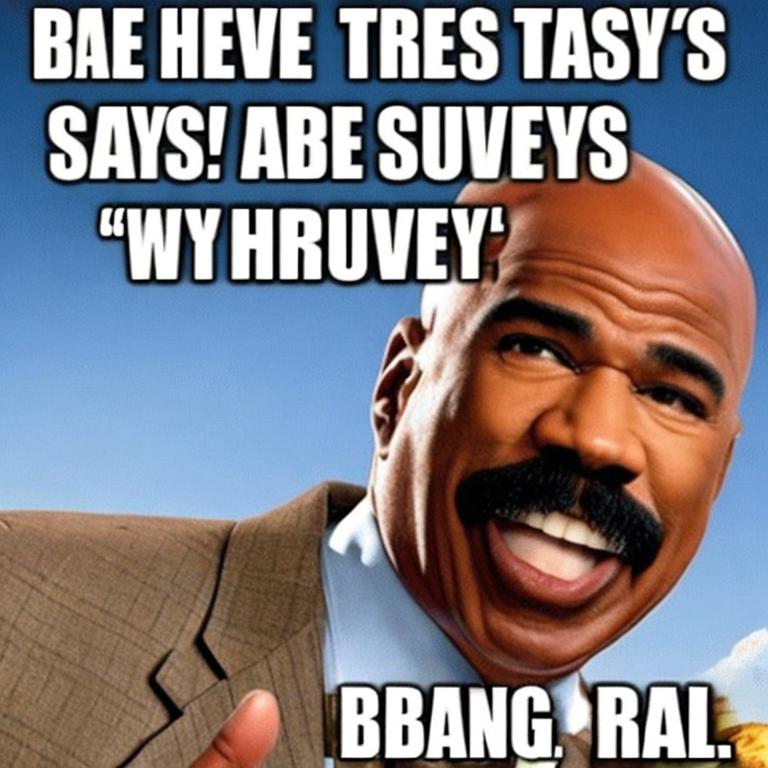 BAE HEVE TRES TASY'S
SAYS! ABE SUVEYS
“WY HRUVEY‘
BBANG. RAL.